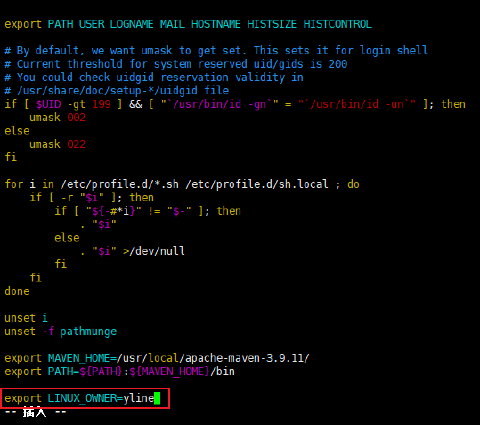 export PATH USER LOGNAME MAIL HOSTNAME HISTSIZE HISTCONTROL
# By default, we want umask to get set. This sets it for login shell
# Current threshold for system reserved uid/gids is 200
# You could check uidgid reservation validity in
# /usr/share/doc/setup-*/uidgid file
if [ $UID -gt 199 ] && [ "`/usr/bin/id -gn`" = "`/usr/bin/id -un`" ]; then
    umask 002
else
    umask 022
fi
for i in /etc/profile.d/*.sh /etc/profile.d/sh.local ; do
    if [ -r "$i" ]; then
        if [ "${-#*i}" != "$-" ]; then
            . "$i"
        else
            . "$i" >/dev/null
        fi
    fi
done
unset i
unset -f pathmunge
export MAVEN_HOME=/usr/local/apache-maven-3.9.11/
export PATH=${PATH}:${MAVEN_HOME}/bin
export LINUX_OWNER=yline
-- 插入 --